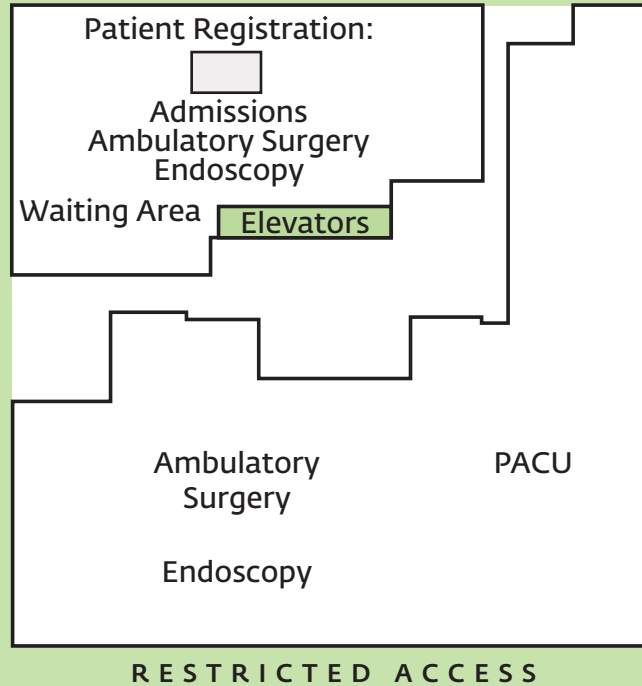 Patient Registration:
Admissions
Ambulatory Surgery
Endoscopy
Waiting Area
Elevators
Ambulatory
Surgery
PACU
Endoscopy
RESTRICTED ACCESS